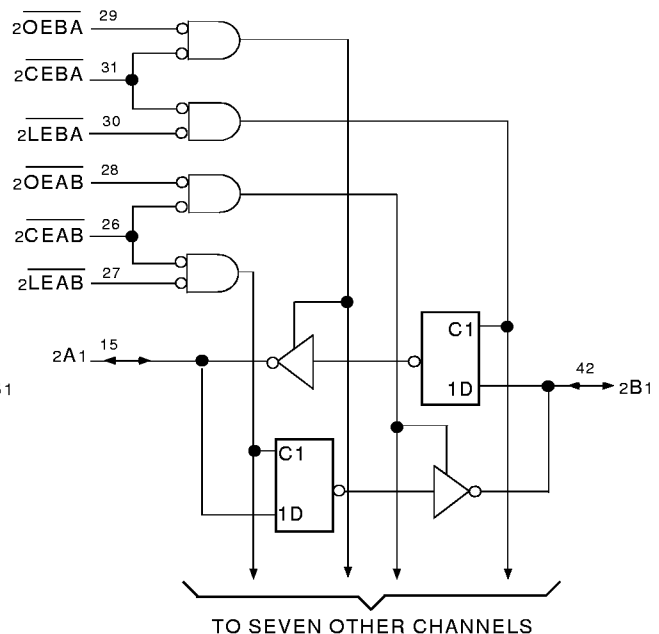 2OEBA 29
2CEBA 31
2LEBA 30
2OEAB 28
2CEAB 26
2LEAB 27
2A1 15
C1
1D
42 2B1
C1
1D
TO SEVEN OTHER CHANNELS